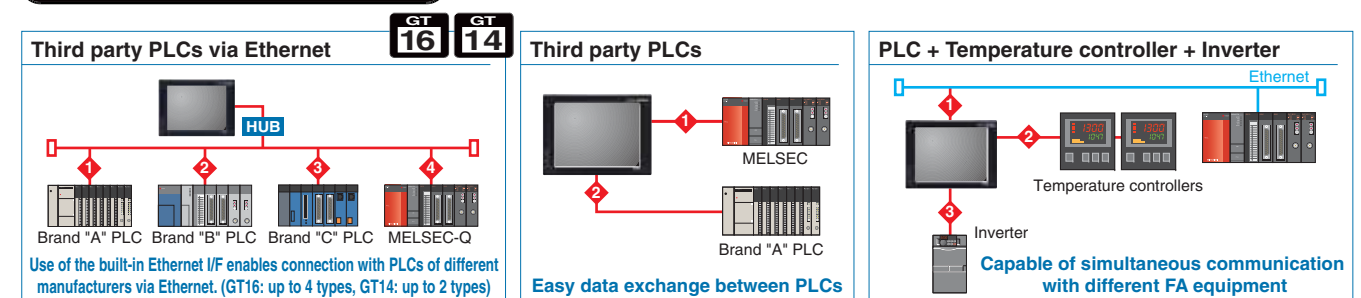 GT
16
GT
14
Third party PLCs via Ethernet
HUB
1
2
3
4
Brand "A" PLC
Brand "B" PLC
Brand "C" PLC
MELSEC-Q
Use of the built-in Ethernet I/F enables connection with PLCs of different
manufacturers via Ethernet. (GT16: up to 4 types, GT14: up to 2 types)
Third party PLCs
1
MELSEC
2
Brand "A" PLC
Easy data exchange between PLCs
PLC + Temperature controller + Inverter
Ethernet
1
2
1300
1047
1300
1047
Temperature controllers
3
Inverter
Capable of simultaneous communication
with different FA equipment